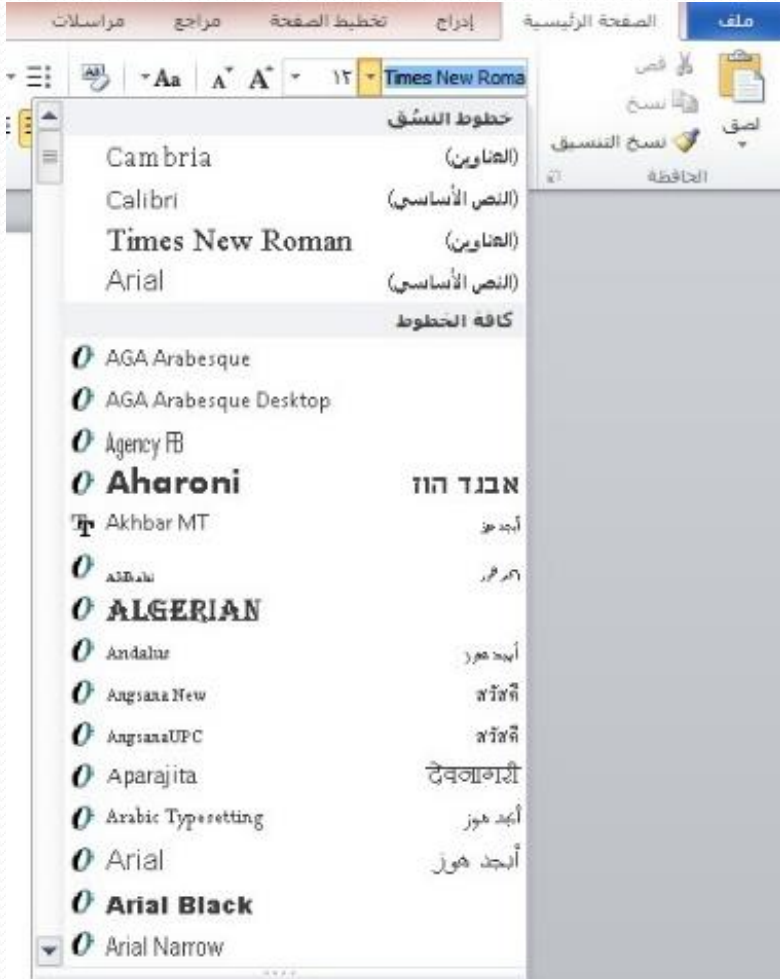 ملف الصفحة الرئيسية إدراج تخطيط الصفحة مراجع مراسلات
لصق
قص
نسخ
نسخ التنسيق
الحافظة
Times New Roma ١٢ A A Aa
خطوط النسُق
Cambria (العناوين)
Calibri (النص الأساسي)
Times New Roman (العناوين)
Arial (النص الأساسي)
كافة الخطوط
AGA Arabesque
AGA Arabesque Desktop
Agency FB
Aharoni אבגד הוז
Akhbar MT أبجد هوز
ALGERIAN
Andalus أبجد هوز
Angsana New สวัสดี
AngsanaUPC สวัสดี
Aparajita देवनागरी
Arabic Typesetting أبجد هوز
Arial أبجد هوز
Arial Black
Arial Narrow